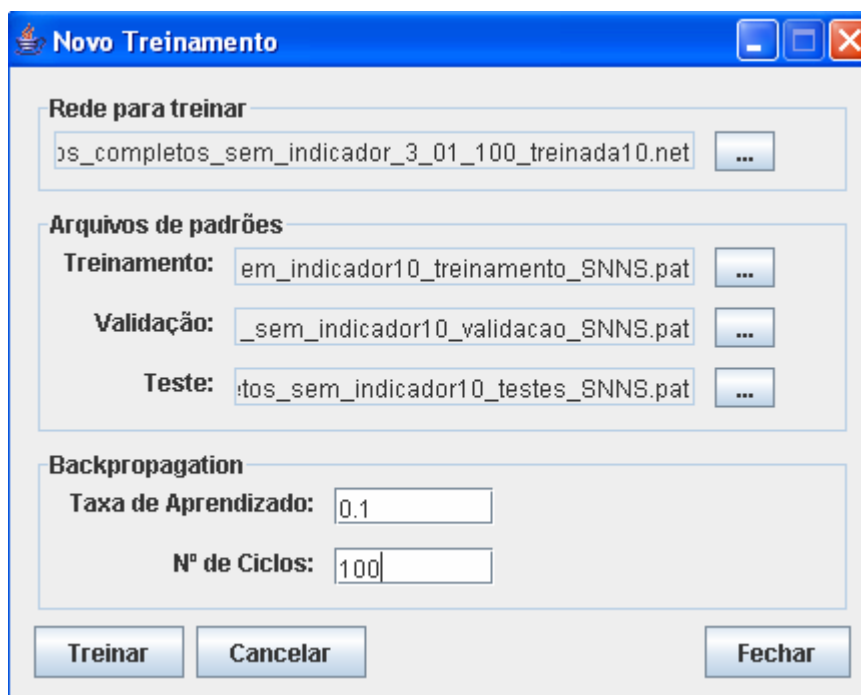 Novo Treinamento
Rede para treinar
os_completos_sem_indicador_3_01_100_treinada10.net ...
Arquivos de padrões
Treinamento: em_indicador10_treinamento_SNNS.pat ...
Validação: _sem_indicador10_validacao_SNNS.pat ...
Teste: tos_sem_indicador10_testes_SNNS.pat ...
Backpropagation
Taxa de Aprendizado: 0.1
Nº de Ciclos: 100
Treinar Cancelar Fechar